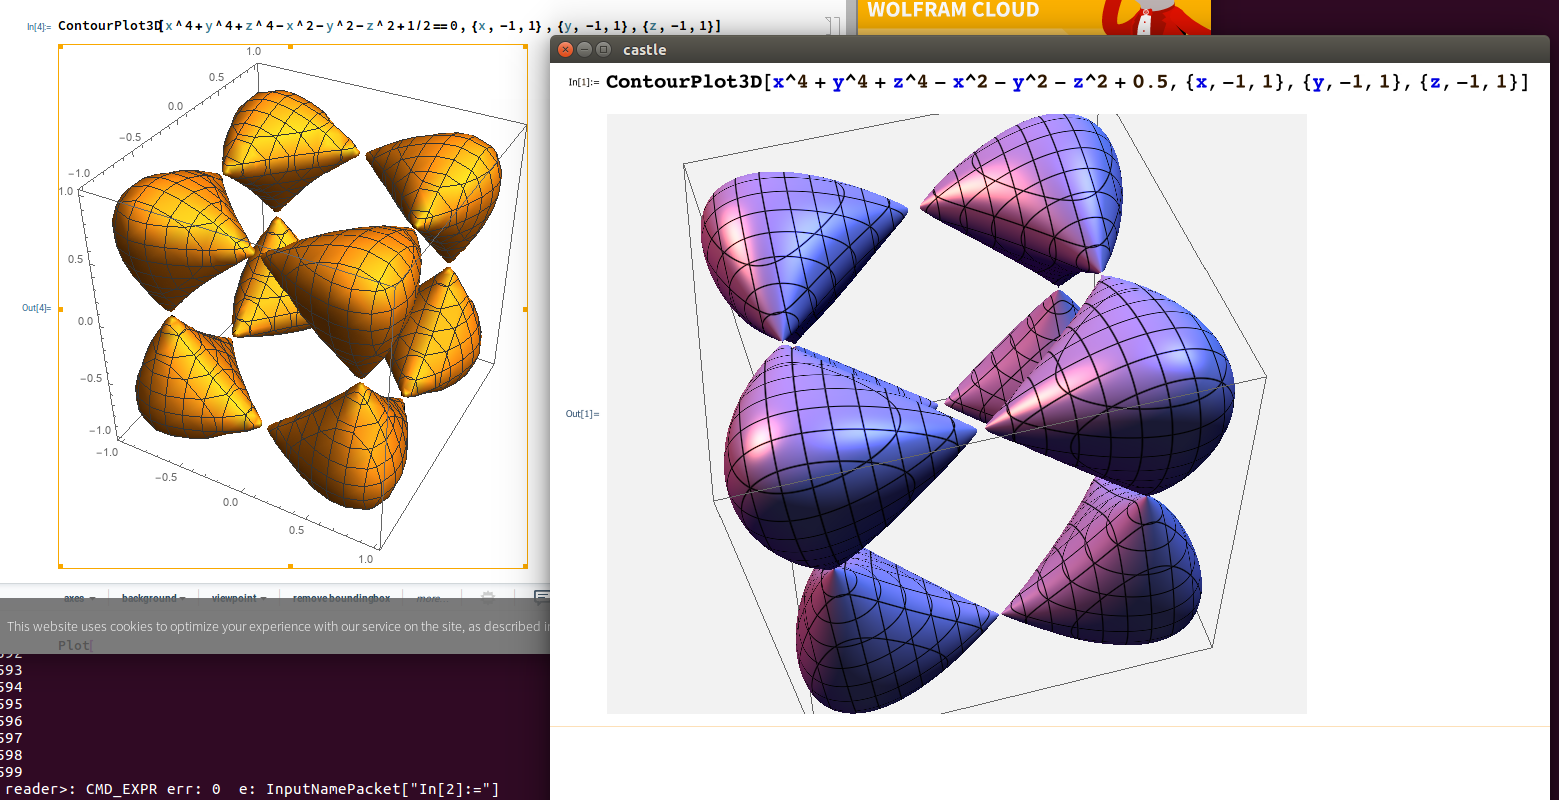 In[4]:= ContourPlot3D[x^4+y^4+z^4-x^2-y^2-z^2+1/2==0, {x, -1, 1}, {y, -1, 1}, {z, -1, 1}]
WOLFRAM CLOUD
1.0
0.5
0.0
-0.5
-1.0
1.0
0.5
Out[4]=
0.0
-0.5
-1.0
-1.0
-0.5
0.0
0.5
1.0
axes
background
viewpoint
remove boundingbox
more...
This website uses cookies to optimize your experience with our service on the site, as described in
Plot[
592
593
594
595
596
597
598
599
reader>: CMD_EXPR err: 0 e: InputNamePacket["In[2]:="]
castle
In[1]:= ContourPlot3D[x^4 + y^4 + z^4 - x^2 - y^2 - z^2 + 0.5, {x, -1, 1}, {y, -1, 1}, {z, -1, 1}]
Out[1]=